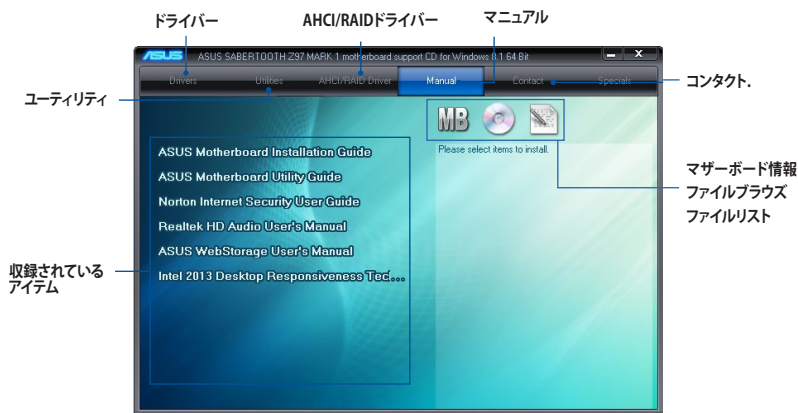 ドライバー
AHCI/RAIDドライバー
マニュアル
ASUS ASUS SABERTOOTH Z97 MARK 1 motherboard support CD for Windows 8.1 64 Bit
Drivers Utilities AHCI/RAID Driver Manual Contact Specials
コンタクト.
ユーティリティ
MB
ASUS Motherboard Installation Guide
Please select items to install.
ASUS Motherboard Utility Guide
Norton Internet Security User Guide
Realtek HD Audio User's Manual
ASUS WebStorage User's Manual
Intel 2013 Desktop Responsiveness Tec...
マザーボード情報
ファイルブラウズ
ファイルリスト
収録されている
アイテム